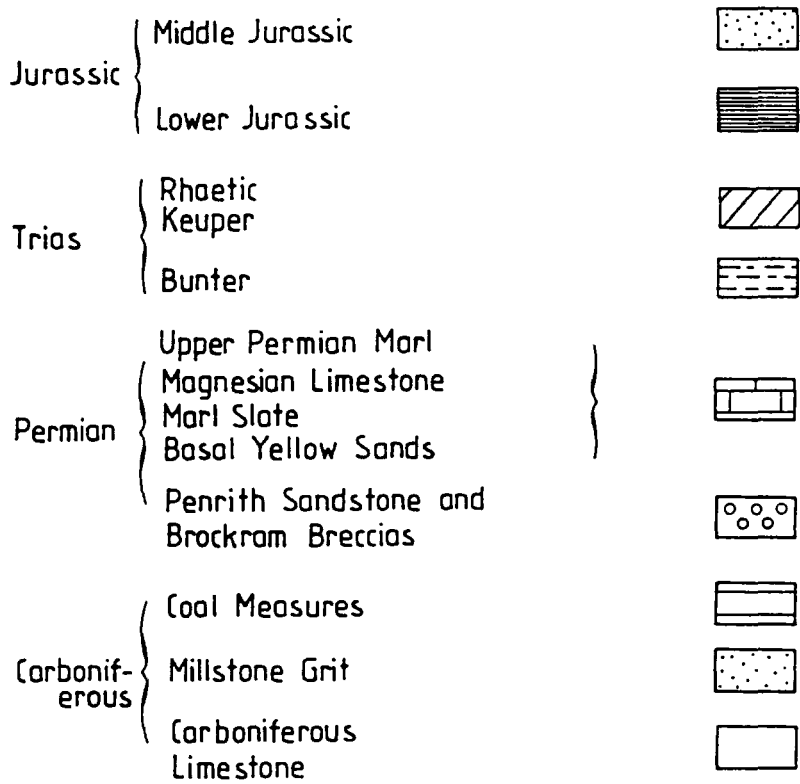 Jurassic
Middle Jurassic
Lower Jurassic
Trias
Rhaetic
Keuper
Bunter
Permian
Upper Permian Marl
Magnesian Limestone
Marl Slate
Basal Yellow Sands
Penrith Sandstone and
Brockram Breccias
Carbonif-
erous
Coal Measures
Millstone Grit
Carboniferous
Limestone